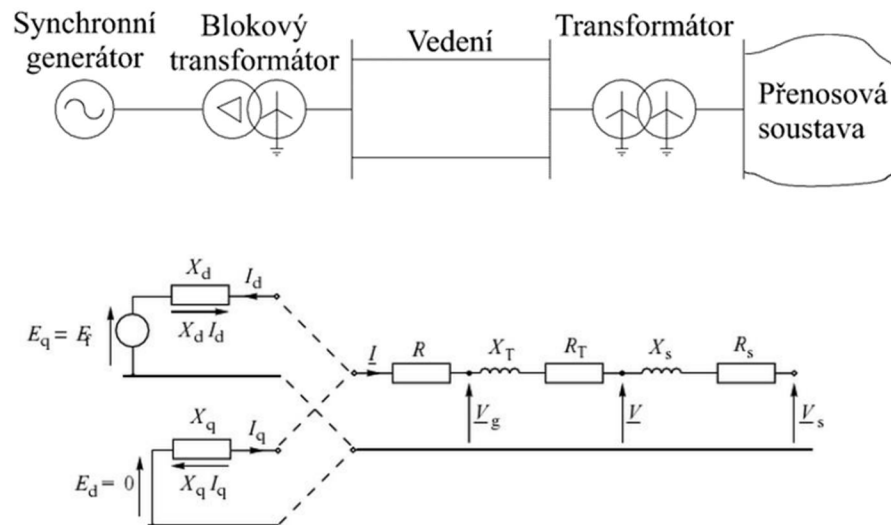 Synchronní
generátor
Blokový
transformátor
Vedení
Transformátor
Přenosová
soustava
X_d
I_d
X_d I_d
E_q = E_f
X_q
I_q
X_q I_q
E_d = 0
I
R
X_T
R_T
X_s
R_s
V_g
V
V_s